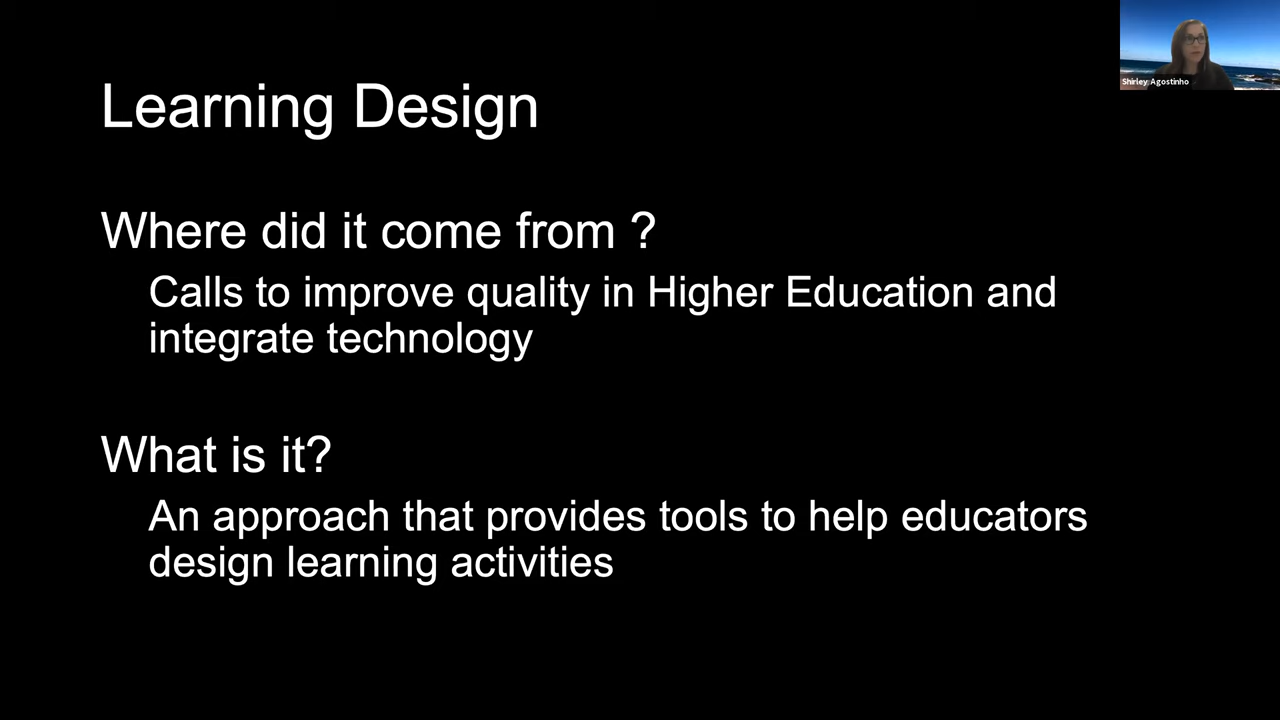 Shirley Agostinho
Learning Design
Where did it come from ?
Calls to improve quality in Higher Education and
integrate technology
What is it?
An approach that provides tools to help educators
design learning activities